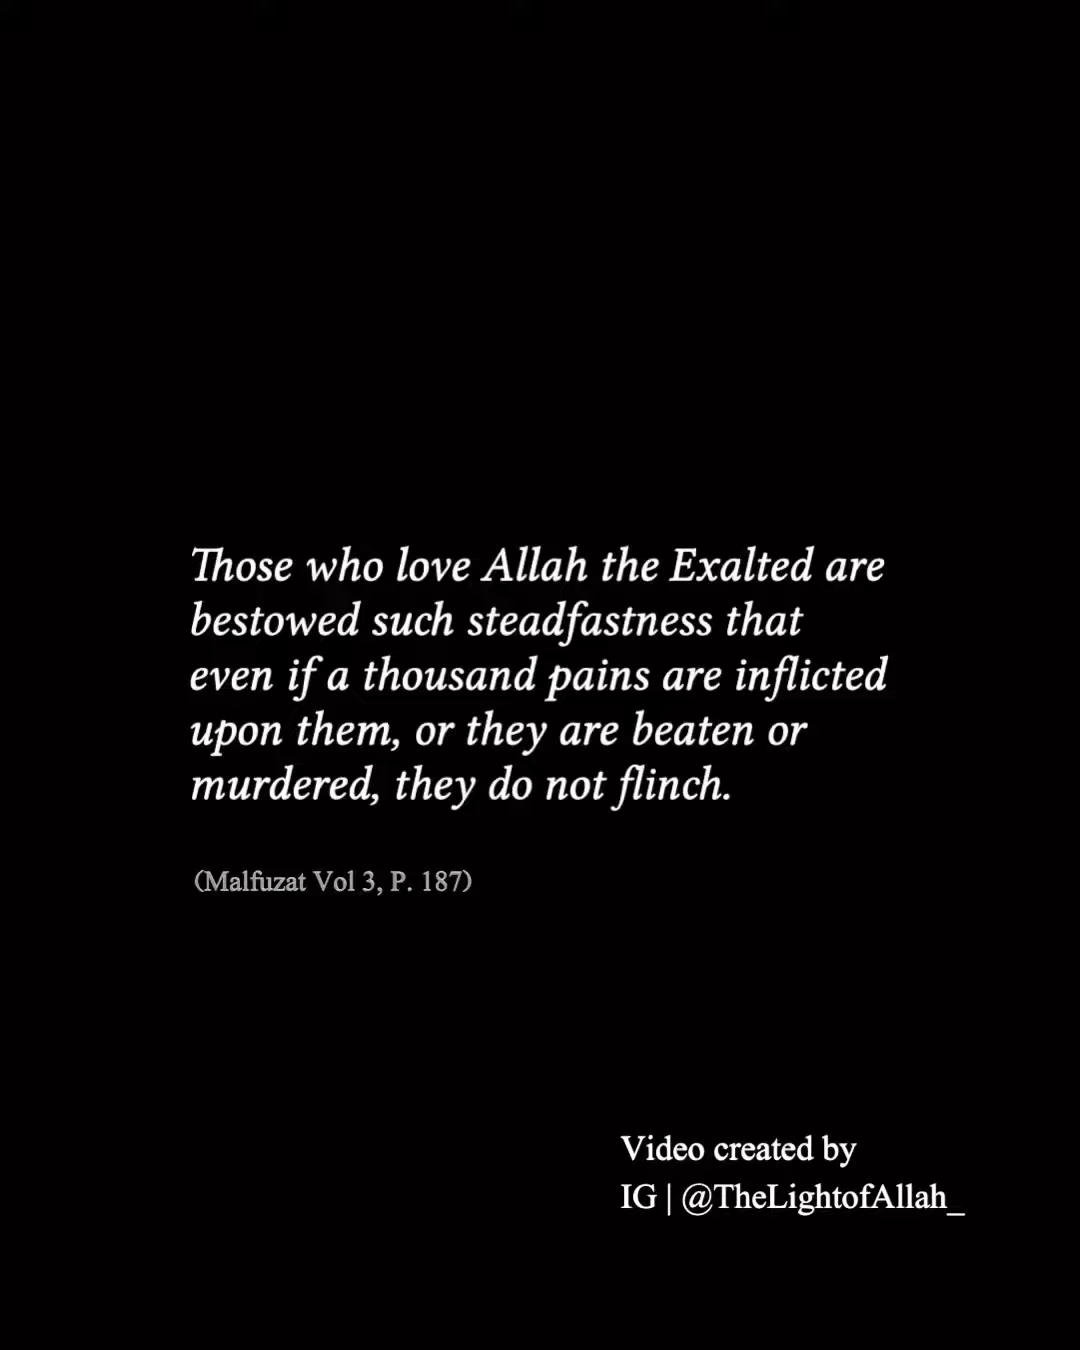 Those who love Allah the Exalted are
bestowed such steadfastness that
even if a thousand pains are inflicted
upon them, or they are beaten or
murdered, they do not flinch.
(Malfuzat Vol 3, P. 187)
Video created by
IG | @TheLightofAllah_